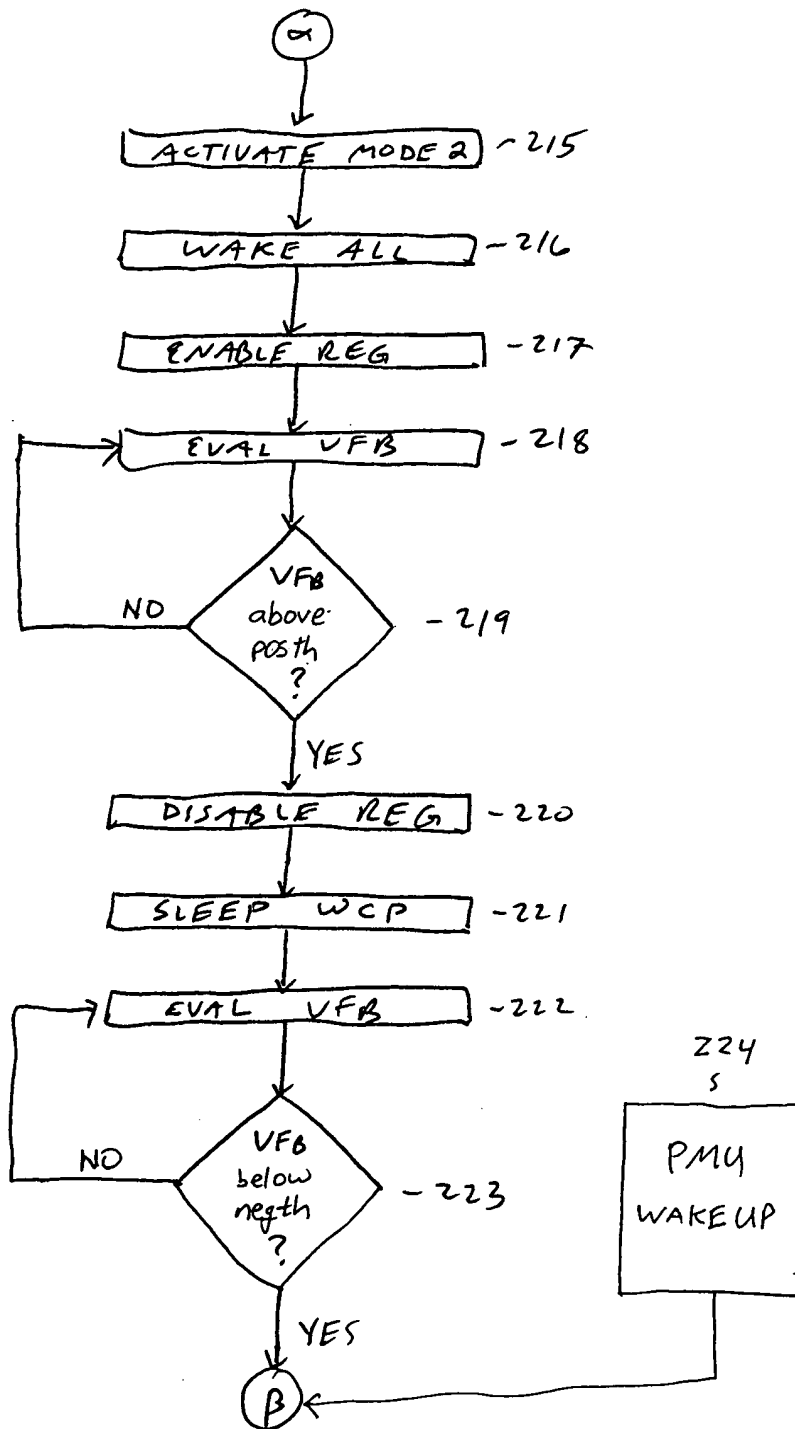 α
ACTIVATE MODE 2 -215
WAKE ALL -216
ENABLE REG -217
EVAL VFB -218
VFB
above
posth
?
-219
NO
YES
DISABLE REG -220
SLEEP WCP -221
EVAL VFB -222
VFB
below
negth
?
-223
NO
YES
β
224
PMU
WAKEUP